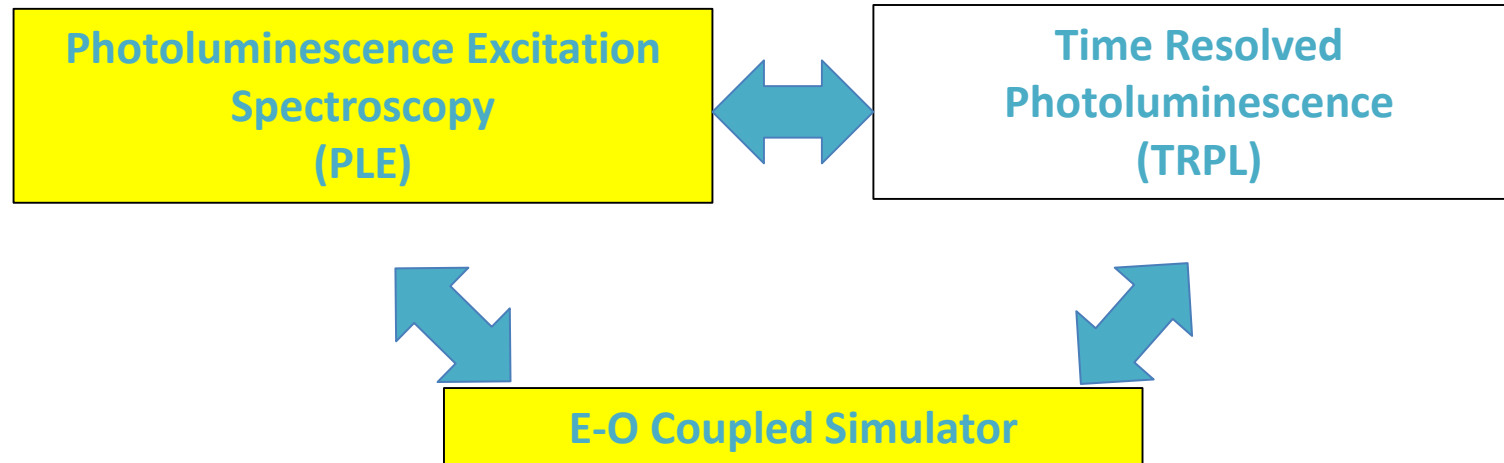 Photoluminescence Excitation
Spectroscopy
(PLE)
Time Resolved
Photoluminescence
(TRPL)
E-O Coupled Simulator